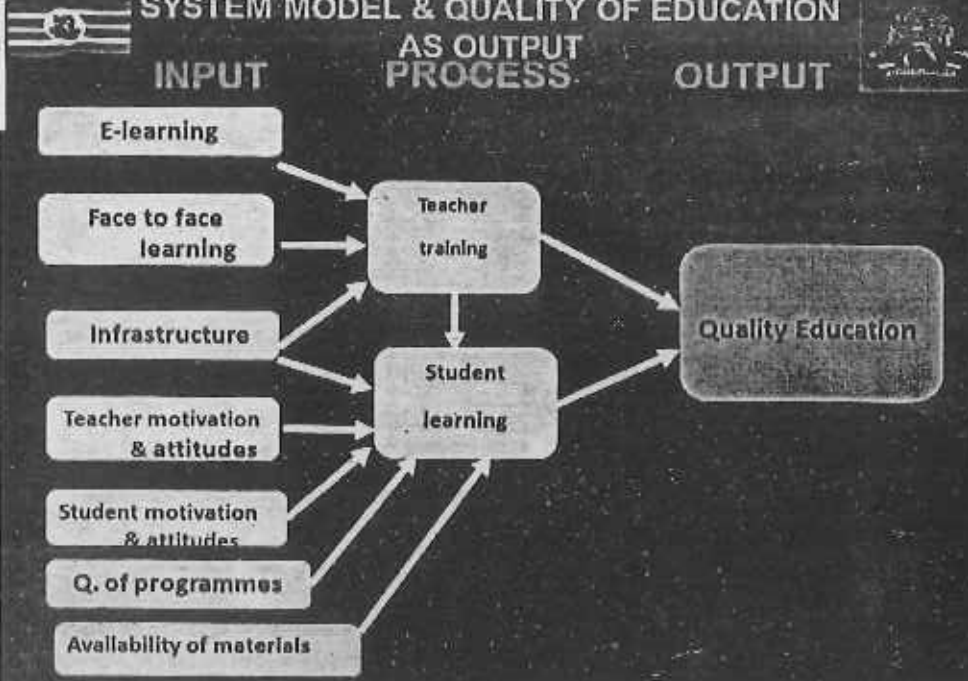 SYSTEM MODEL & QUALITY OF EDUCATION
AS OUTPUT
INPUT PROCESS OUTPUT
E-learning
Face to face
learning
Infrastructure
Teacher motivation
& attitudes
Student motivation
& attitudes
Q. of programmes
Availability of materials
Teacher
training
Student
learning
Quality Education